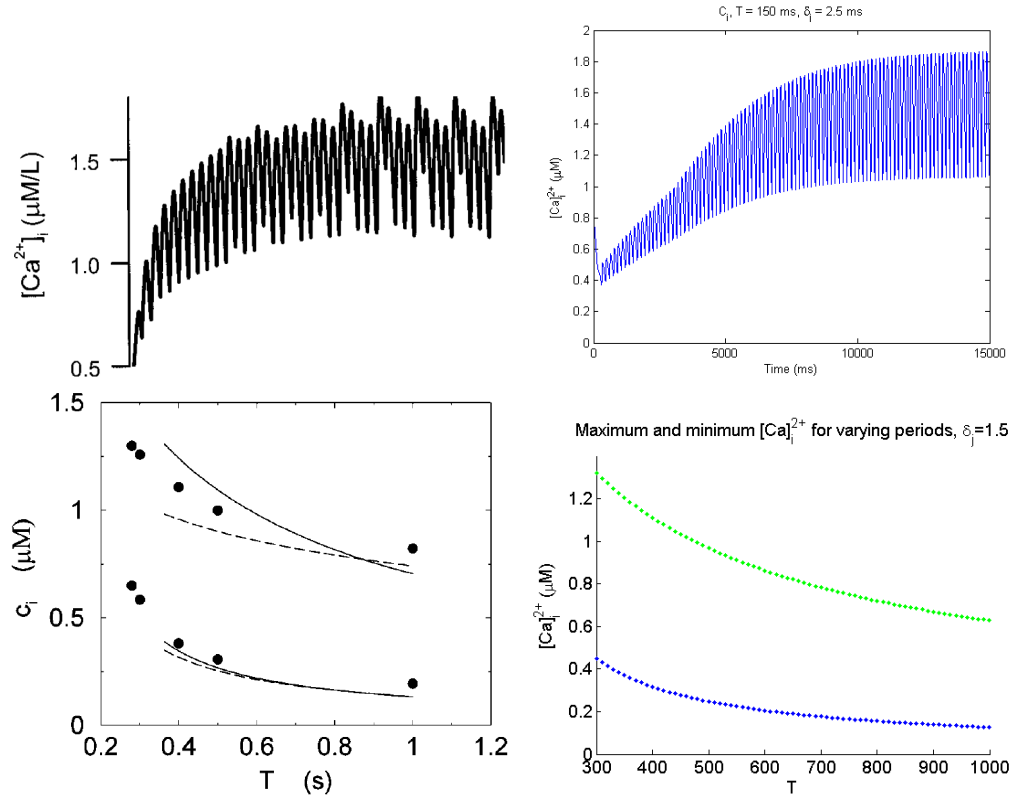 [Ca²⁺]ᵢ (μM/L)
1.5
1.0
0.5
Cᵢ, T = 150 ms, δᵢ = 2.5 ms
[Ca]ᵢ²⁺ (μM)
2
1.8
1.6
1.4
1.2
1
0.8
0.6
0.4
0.2
0
0 5000 10000 15000
Time (ms)
cᵢ (μM)
1.5
1
0.5
0
0.2 0.4 0.6 0.8 1 1.2
T (s)
Maximum and minimum [Ca]ᵢ²⁺ for varying periods, δⱼ=1.5
[Ca]ᵢ²⁺ (μM)
1.2
1
0.8
0.6
0.4
0.2
0
300 400 500 600 700 800 900 1000
T